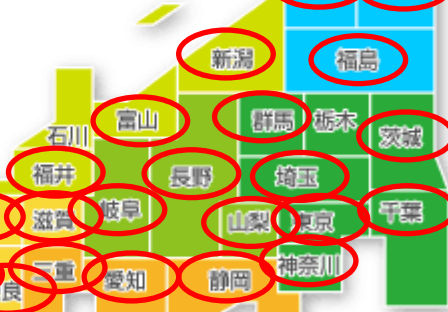 新潟
福島
富山
群馬
栃木
石川
茨城
福井
長野
埼玉
滋賀
岐阜
山梨
東京
千葉
三重
愛知
静岡
神奈川
良